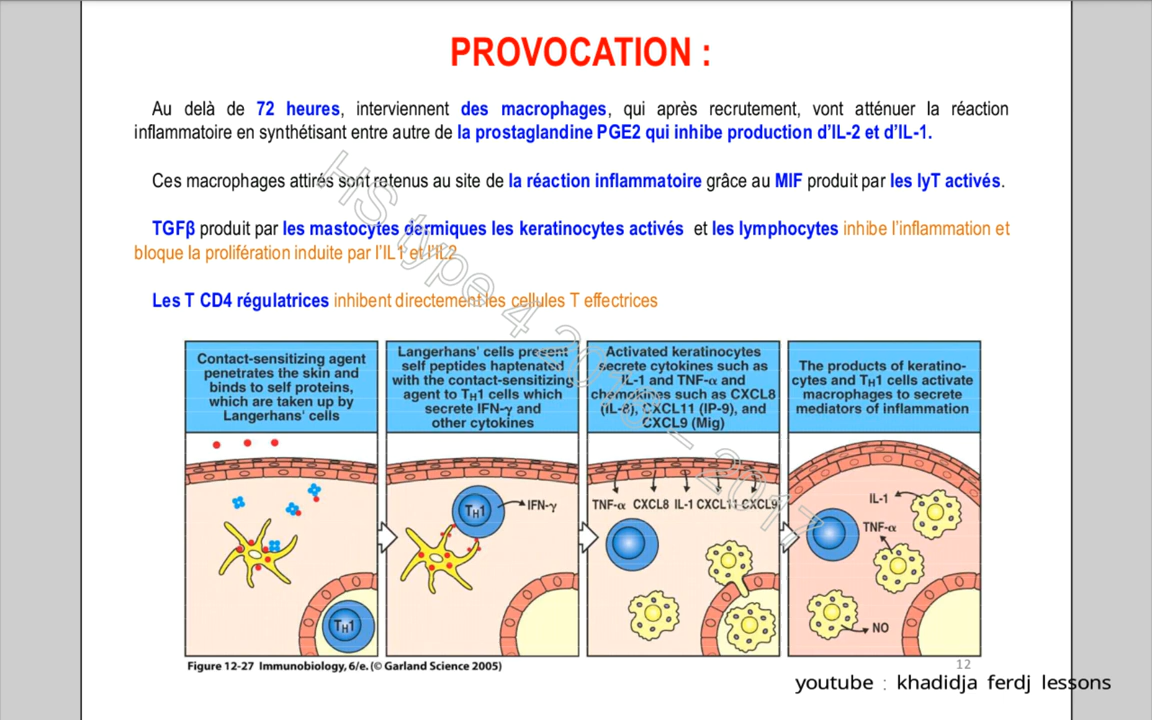 PROVOCATION :
Au delà de 72 heures, interviennent des macrophages, qui après recrutement, vont atténuer la réaction
inflammatoire en synthétisant entre autre de la prostaglandine PGE2 qui inhibe production d'IL-2 et d'IL-1.
Ces macrophages attirés sont retenus au site de la réaction inflammatoire grâce au MIF produit par les lyT activés.
TGFβ produit par les mastocytes dermiques les keratinocytes activés et les lymphocytes inhibe l'inflammation et
bloque la prolifération induite par l'IL1 et l'IL2
Les T CD4 régulatrices inhibent directement les cellules T effectrices
HS type 4 2016 - 2017
Contact-sensitizing agent
penetrates the skin and
binds to self proteins,
which are taken up by
Langerhans' cells
TH1
Langerhans' cells present
self peptides haptenated
with the contact-sensitizing
agent to TH1 cells which
secrete IFN-γ and
other cytokines
TH1
IFN-γ
Activated keratinocytes
secrete cytokines such as
IL-1 and TNF-α and
chemokines such as CXCL8
(IL-8), CXCL11 (IP-9), and
CXCL9 (Mig)
TNF-α CXCL8 IL-1 CXCL11 CXCL9
The products of keratino-
cytes and TH1 cells activate
macrophages to secrete
mediators of inflammation
IL-1
TNF-α
NO
Figure 12-27 Immunobiology, 6/e. (© Garland Science 2005)
12
youtube : khadidja ferdj lessons